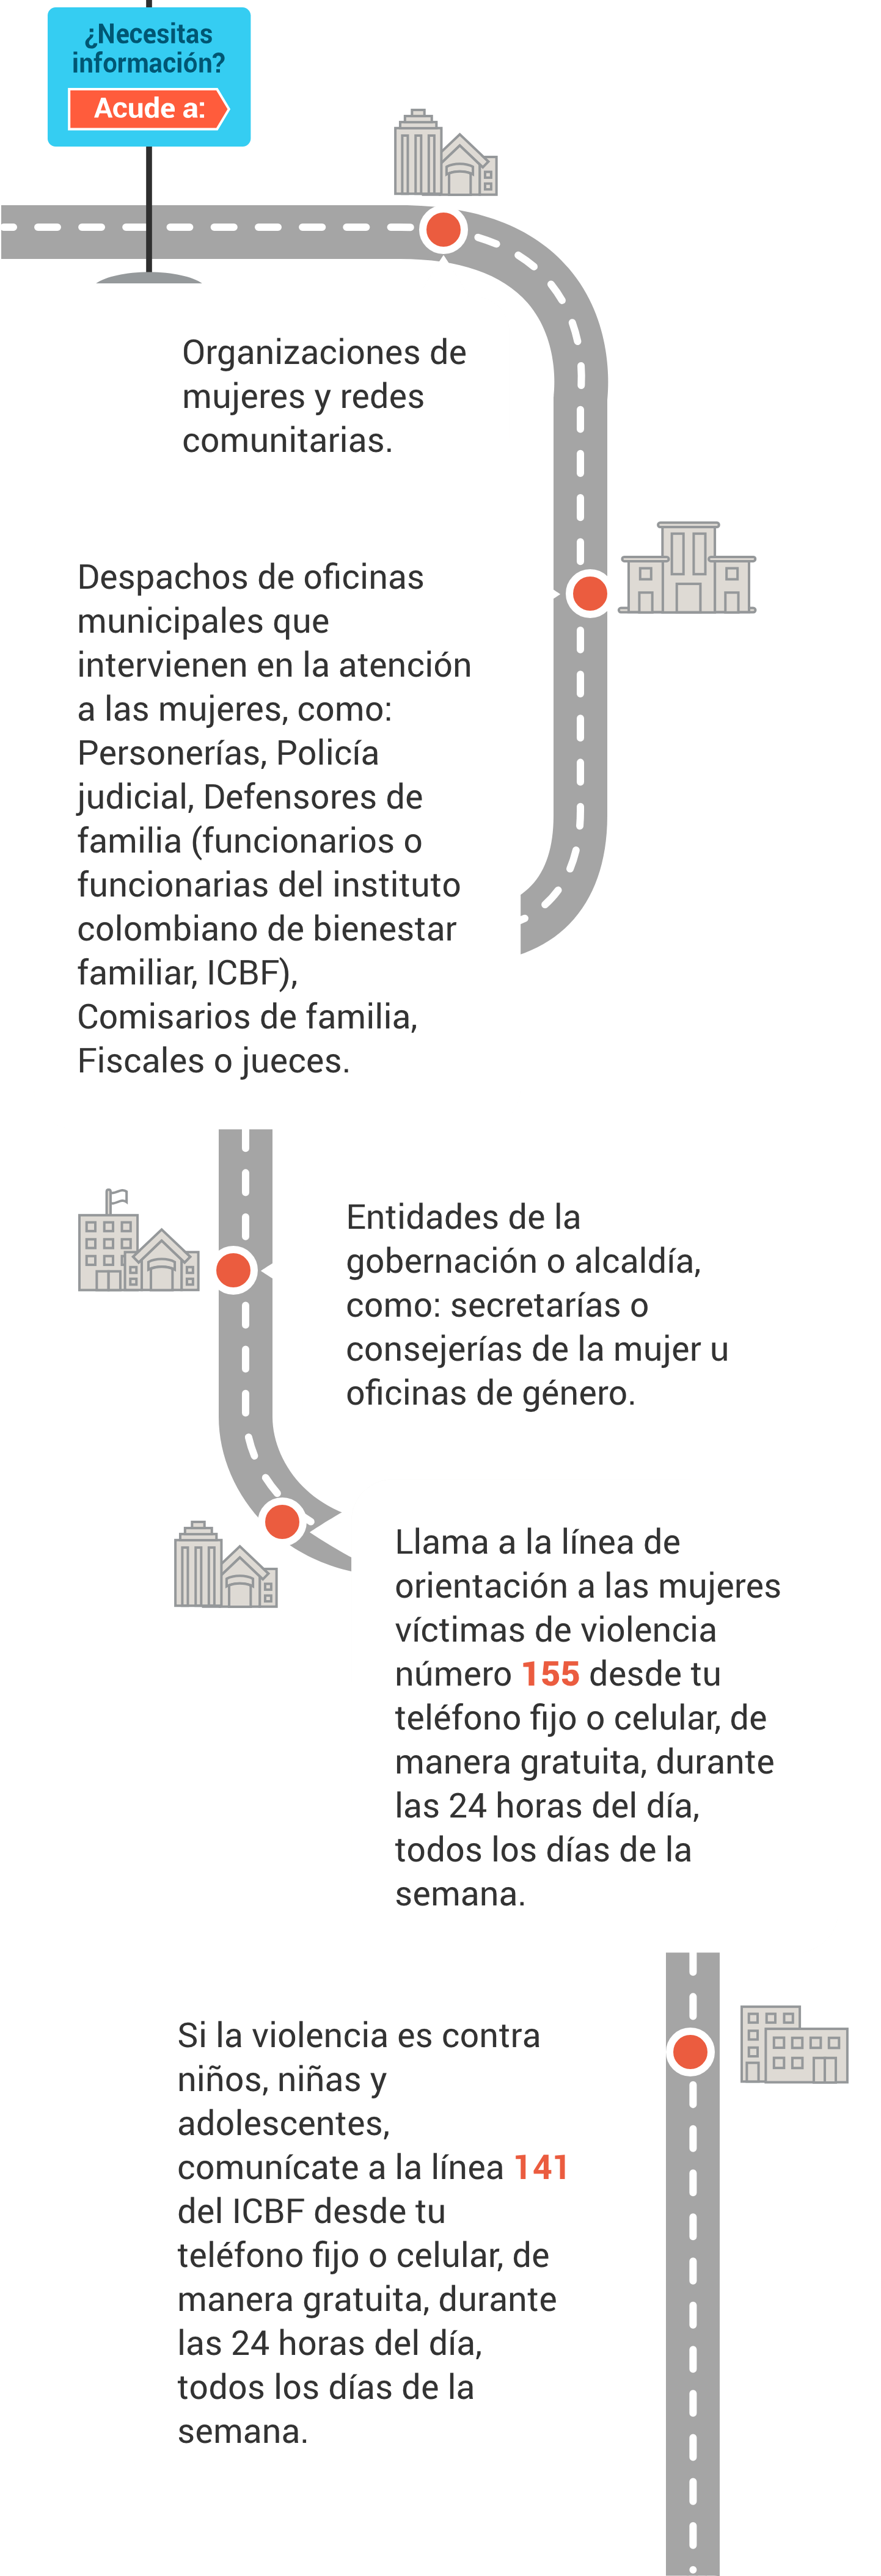 ¿Necesitas
información?
Acude a:
Organizaciones de
mujeres y redes
comunitarias.
Despachos de oficinas
municipales que
intervienen en la atención
a las mujeres, como:
Personerías, Policía
judicial, Defensores de
familia (funcionarios o
funcionarias del instituto
colombiano de bienestar
familiar, ICBF),
Comisarios de familia,
Fiscales o jueces.
Entidades de la
gobernación o alcaldía,
como: secretarías o
consejerías de la mujer u
oficinas de género.
Llama a la línea de
orientación a las mujeres
víctimas de violencia
número 155 desde tu
teléfono fijo o celular, de
manera gratuita, durante
las 24 horas del día,
todos los días de la
semana.
Si la violencia es contra
niños, niñas y
adolescentes,
comunícate a la línea 141
del ICBF desde tu
teléfono fijo o celular, de
manera gratuita, durante
las 24 horas del día,
todos los días de la
semana.